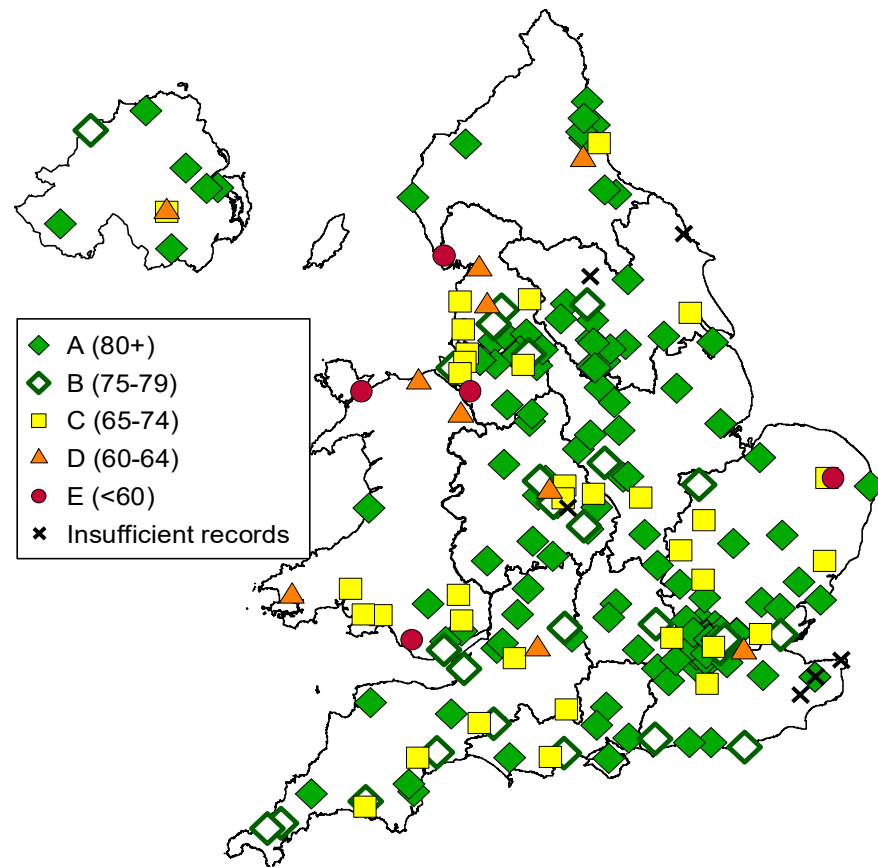 A (80+)
B (75-79)
C (65-74)
D (60-64)
E (<60)
Insufficient records